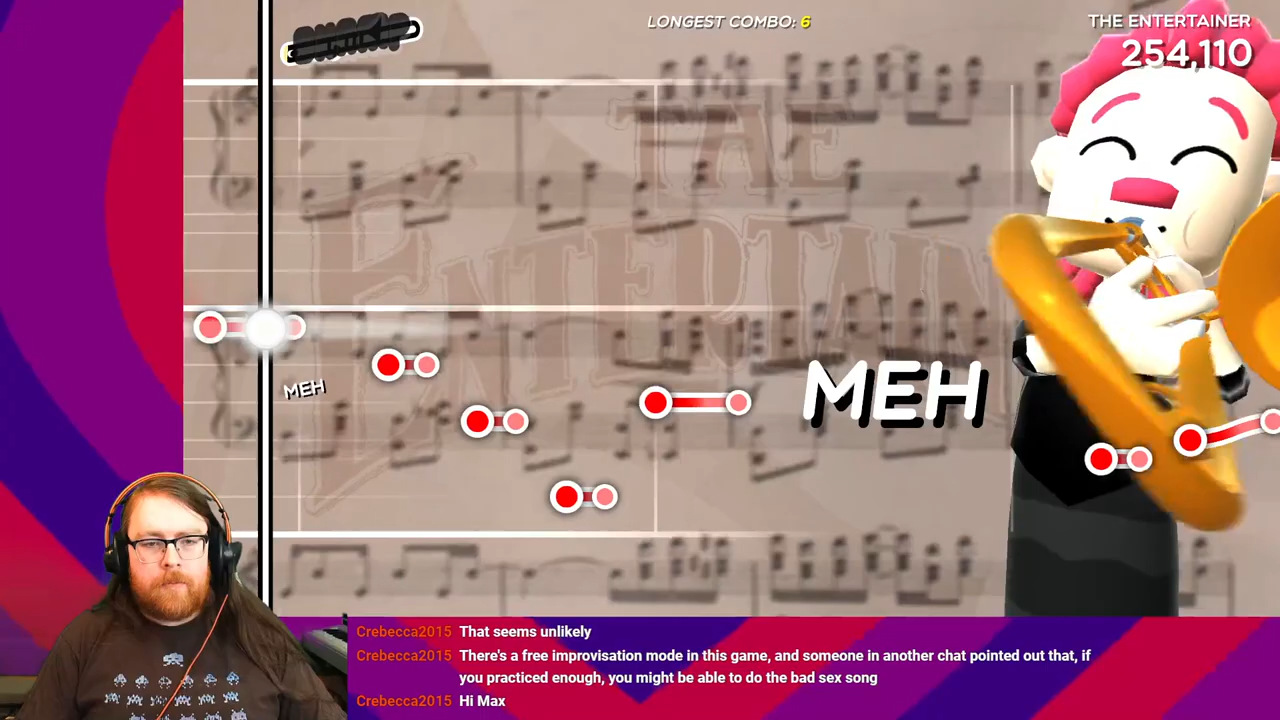 LONGEST COMBO: 6
THE ENTERTAINER
254,110
THE
ENTERTAIN
MEH
MEH
Crebecca2015 That seems unlikely
Crebecca2015 There's a free improvisation mode in this game, and someone in another chat pointed out that, if
you practiced enough, you might be able to do the bad sex song
Crebecca2015 Hi Max